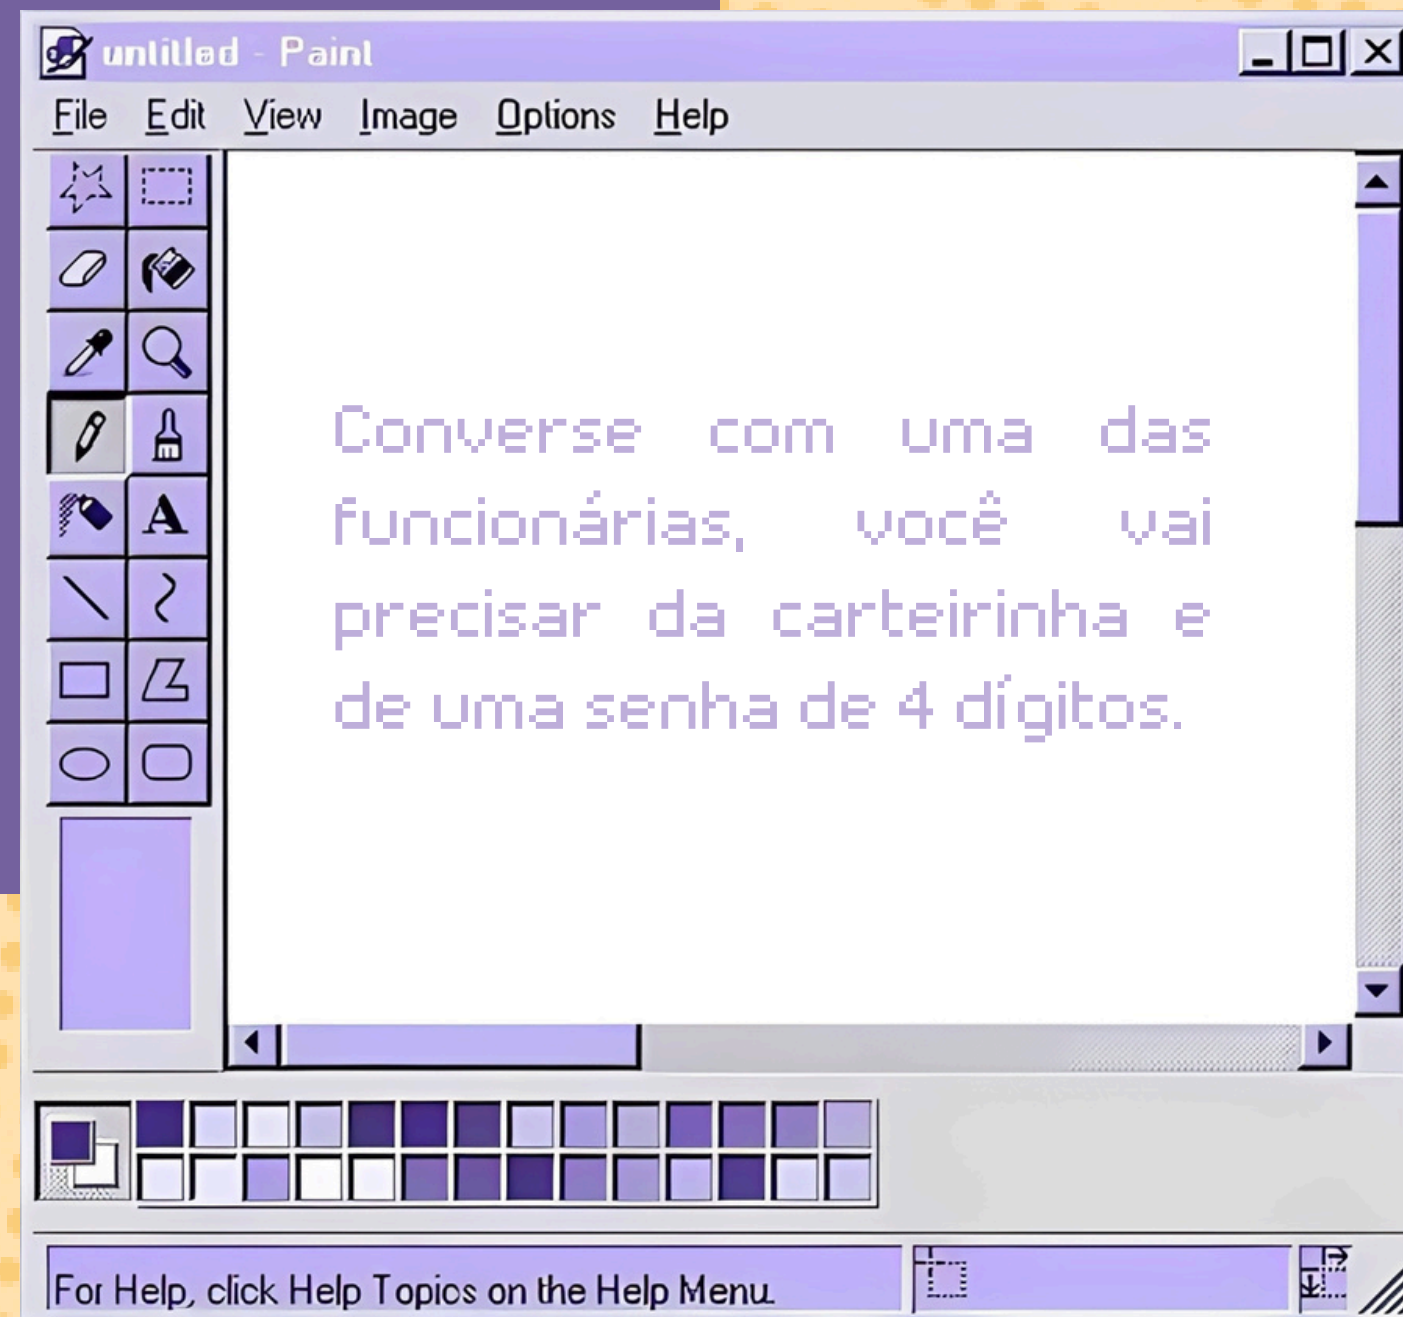 untitled - Paint
File Edit View Image Options Help
A
Converse com uma das
funcionárias, você vai
precisar da carteirinha e
de uma senha de 4 dígitos.
For Help, click Help Topics on the Help Menu.